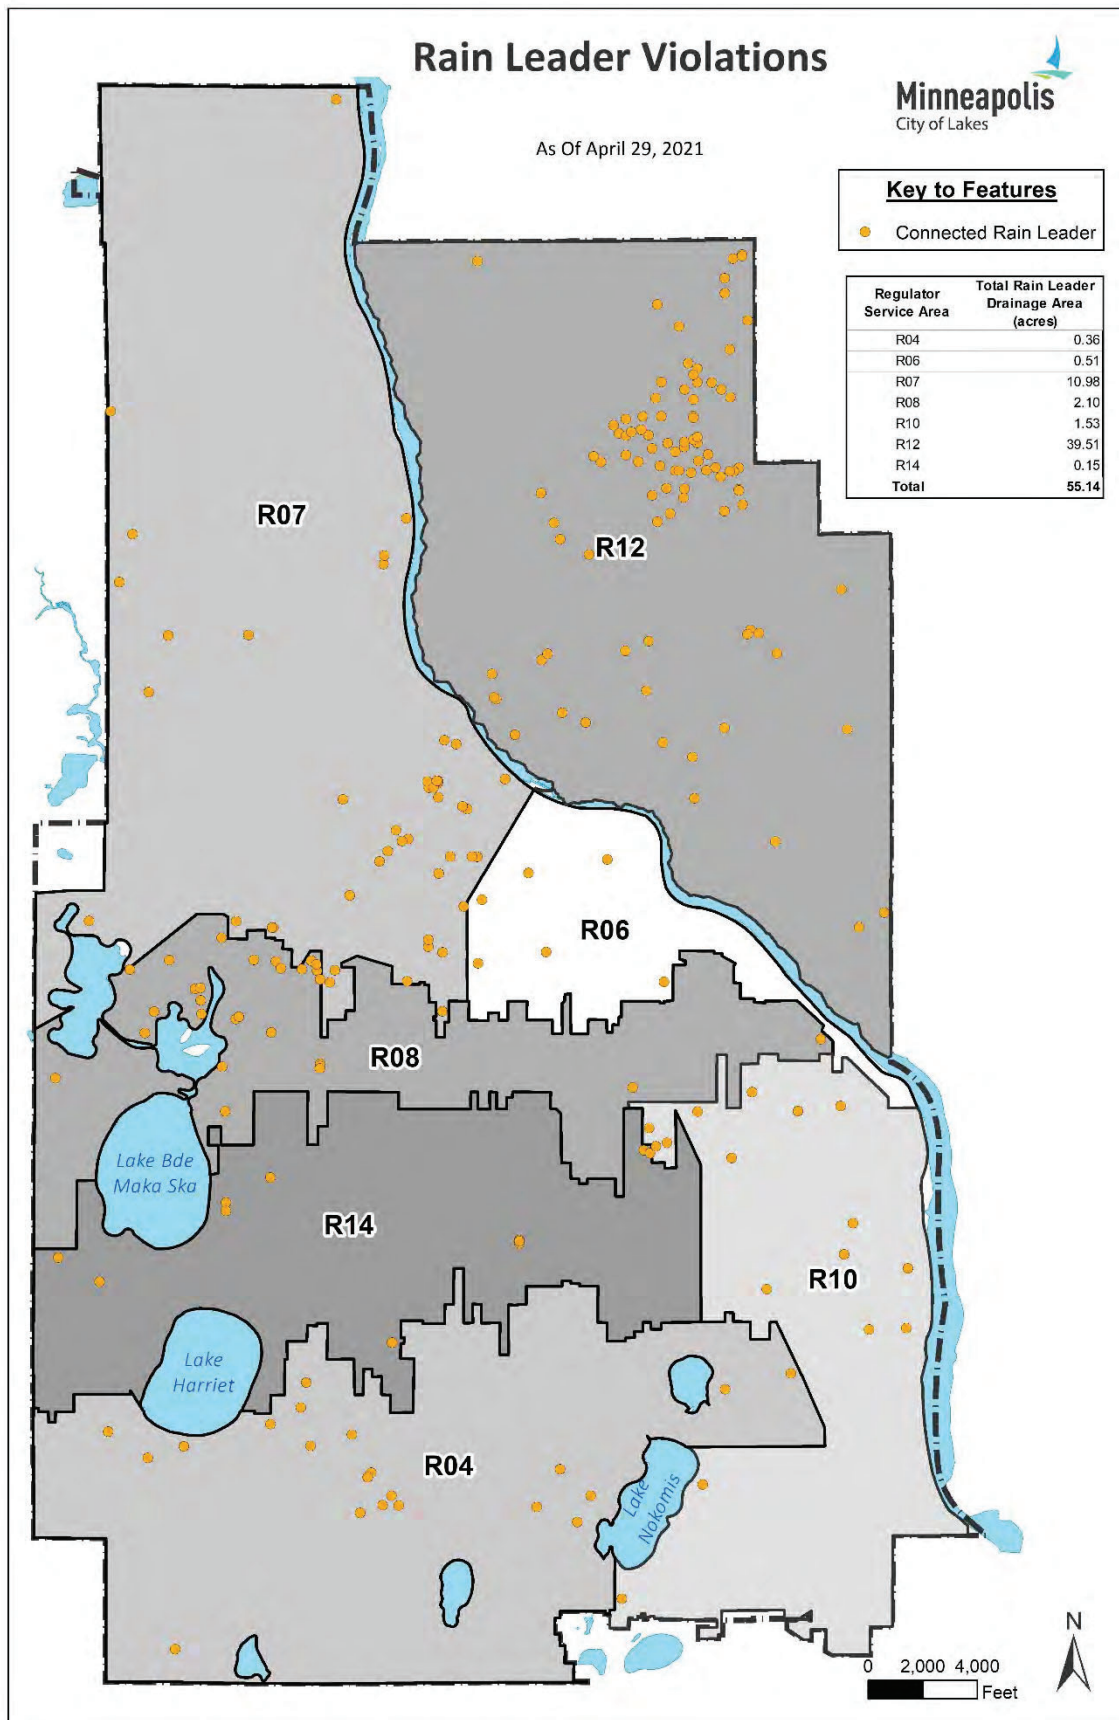 Rain Leader Violations
Minneapolis
City of Lakes
As Of April 29, 2021
Key to Features
Connected Rain Leader
Regulator Service Area
Total Rain Leader Drainage Area (acres)
R04 0.36
R06 0.51
R07 10.98
R08 2.10
R10 1.53
R12 39.51
R14 0.15
Total 55.14
R07
R12
R06
R08
Lake Bde
Maka Ska
R14
R10
Lake
Harriet
R04
Lake
Nokomis
N
0 2,000 4,000
Feet